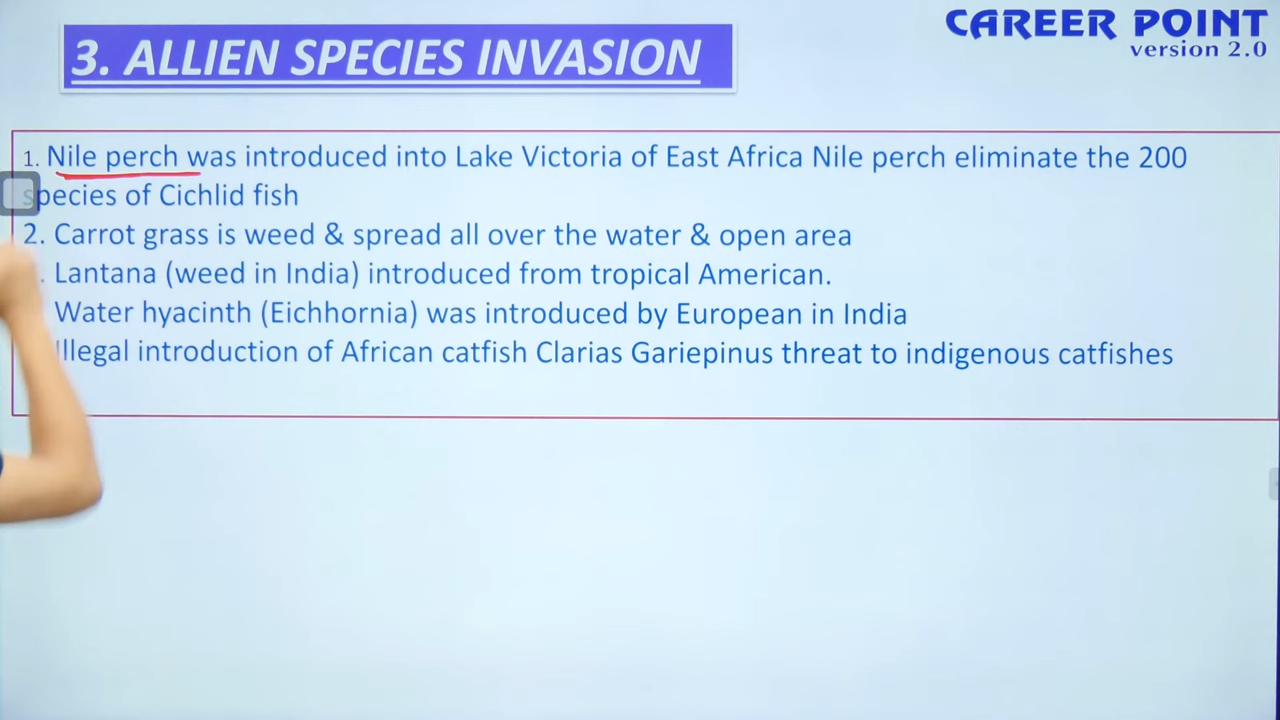 3. ALLIEN SPECIES INVASION
CAREER POINT
version 2.0
1. Nile perch was introduced into Lake Victoria of East Africa Nile perch eliminate the 200
species of Cichlid fish
2. Carrot grass is weed & spread all over the water & open area
Lantana (weed in India) introduced from tropical American.
Water hyacinth (Eichhornia) was introduced by European in India
Illegal introduction of African catfish Clarias Gariepinus threat to indigenous catfishes